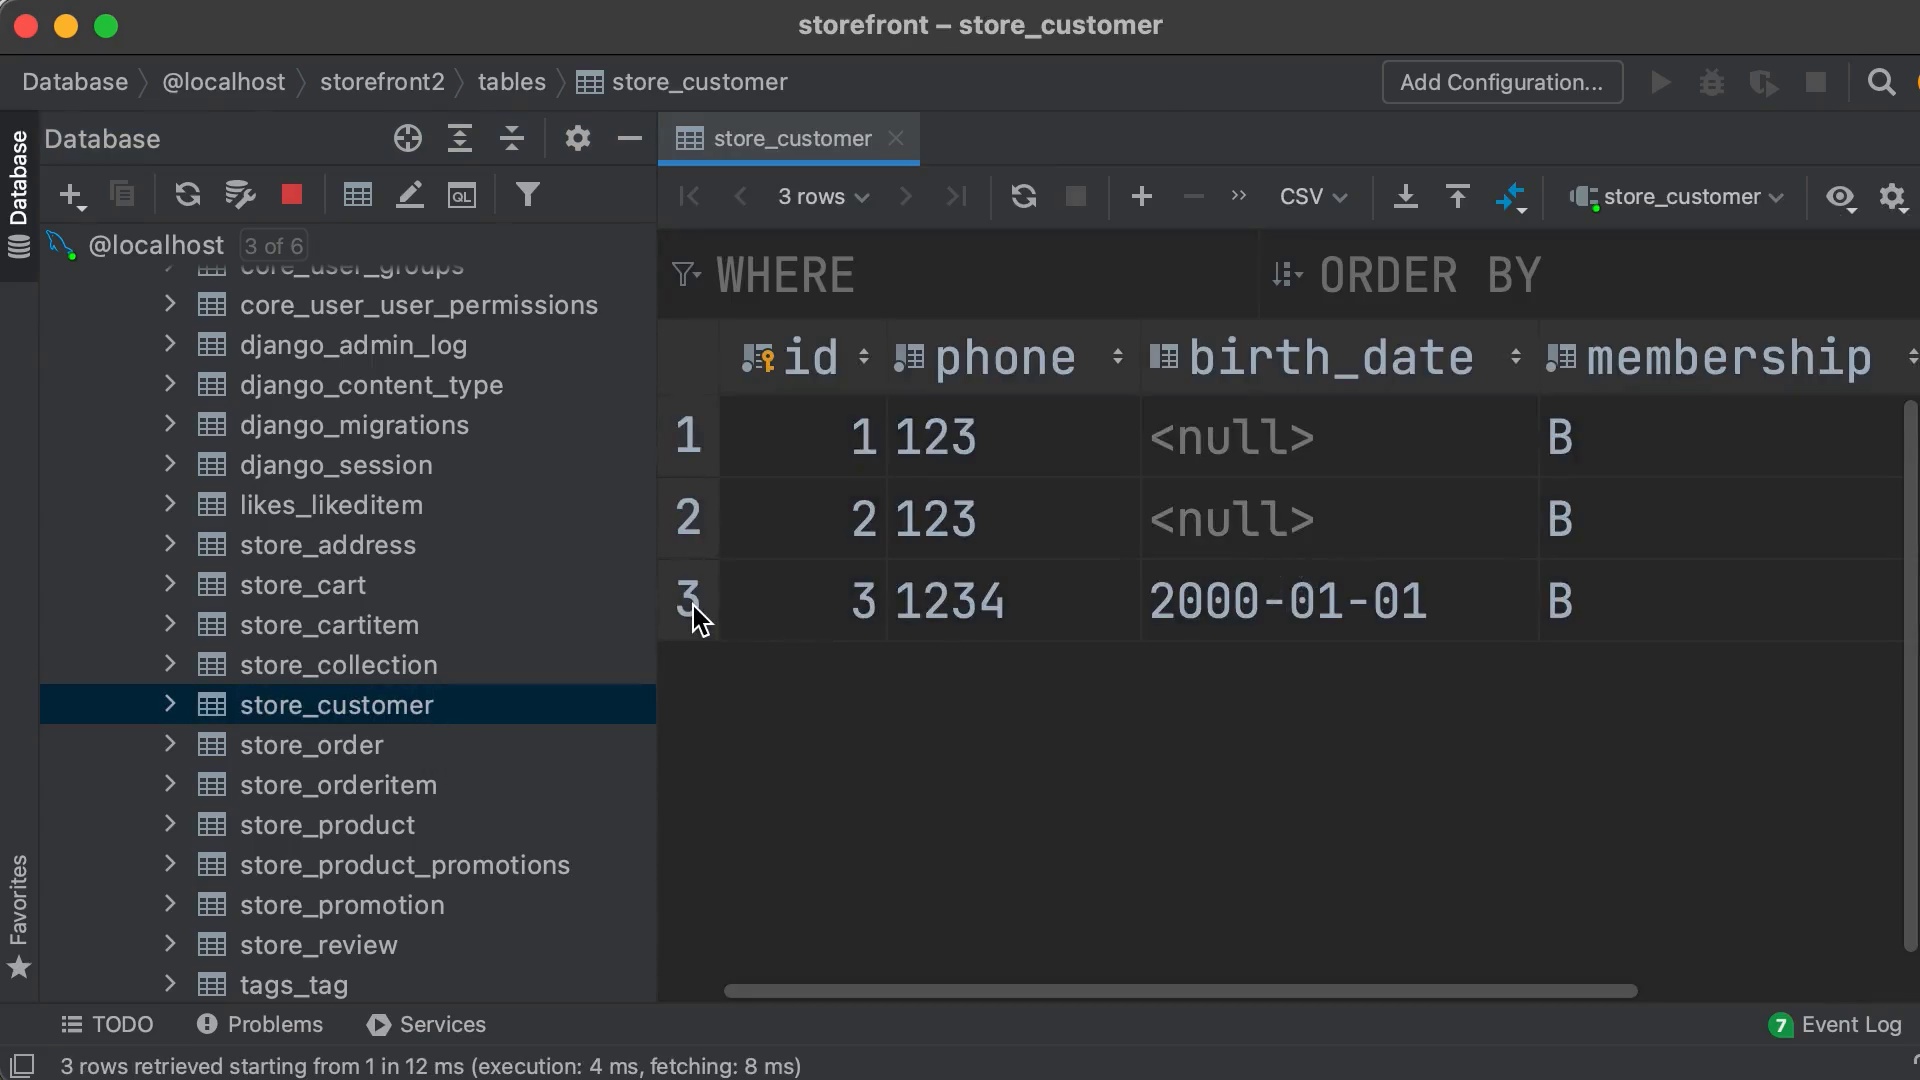 storefront – store_customer
Database
@localhost
storefront2
tables
store_customer
Add Configuration...
Database
Database
store_customer
QL
3 rows
CSV
store_customer
@localhost
3 of 6
WHERE
ORDER BY
core_user_groups
core_user_user_permissions
django_admin_log
django_content_type
django_migrations
django_session
likes_likeditem
store_address
store_cart
store_cartitem
store_collection
store_customer
store_order
store_orderitem
store_product
store_product_promotions
store_promotion
store_review
tags_tag
id phone birth_date membership
1 1 123 <null> B
2 2 123 <null> B
3 3 1234 2000-01-01 B
Favorites
TODO
Problems
Services
7 Event Log
3 rows retrieved starting from 1 in 12 ms (execution: 4 ms, fetching: 8 ms)